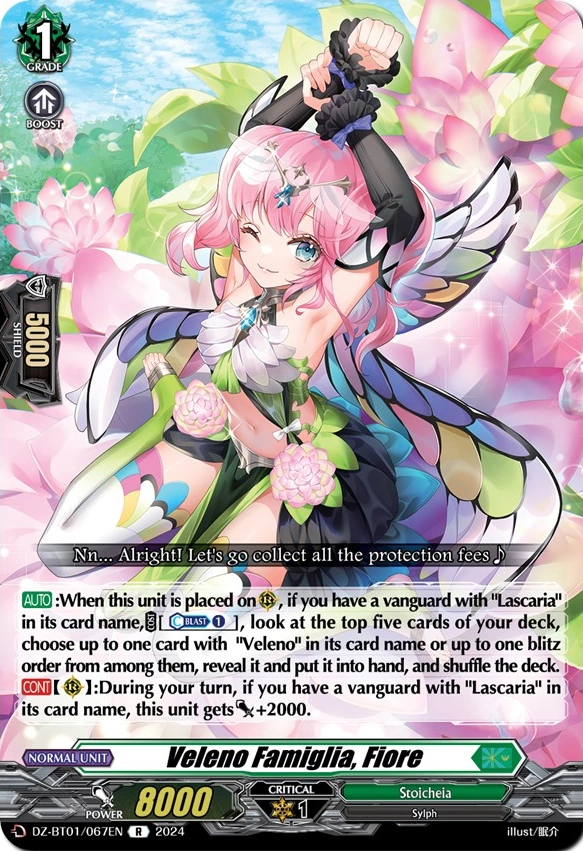 1
GRADE
BOOST
5000
SHIELD
Nn... Alright! Let's go collect all the protection fees♪
AUTO:When this unit is placed on R, if you have a vanguard with "Lascaria"
in its card name, COST[C BLAST 1], look at the top five cards of your deck,
choose up to one card with "Veleno" in its card name or up to one blitz
order from among them, reveal it and put it into hand, and shuffle the deck.
CONT【R】:During your turn, if you have a vanguard with "Lascaria" in
its card name, this unit gets +2000.
NORMAL UNIT
Veleno Famiglia, Fiore
POWER 8000
CRITICAL
1
Stoicheia
Sylph
D DZ-BT01/067EN R 2024
illust/眠介